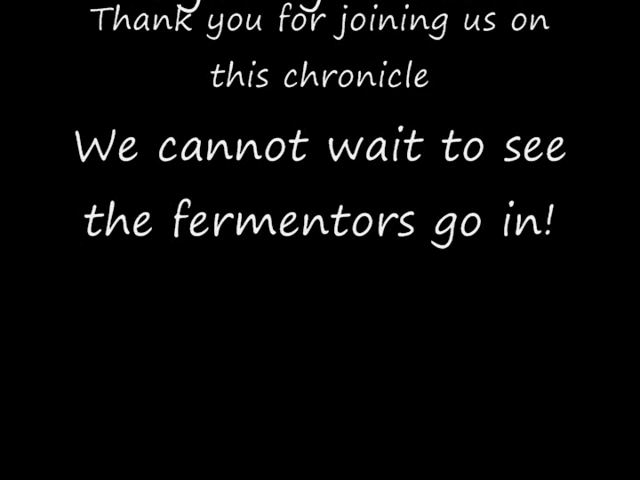 Thank you for joining us on
this chronicle
We cannot wait to see
the fermentors go in!